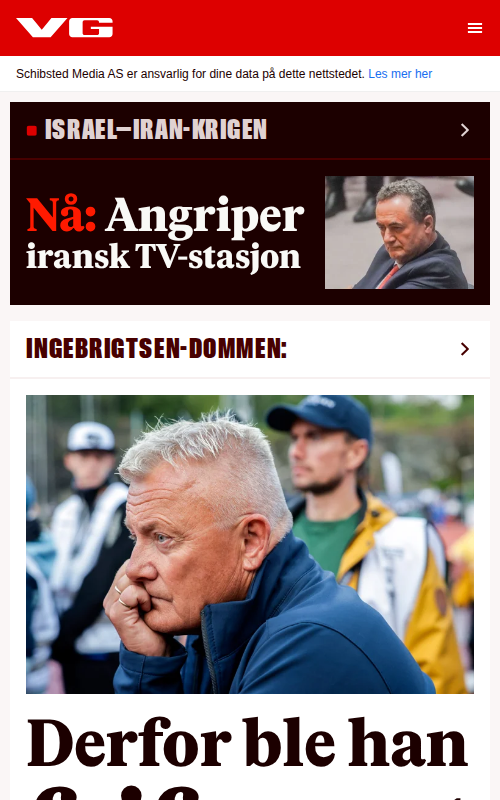 VG
Schibsted Media AS er ansvarlig for dine data på dette nettstedet. Les mer her
ISRAEL–IRAN-KRIGEN
Nå: Angriper
iransk TV-stasjon
INGEBRIGTSEN-DOMMEN:
Derfor ble han